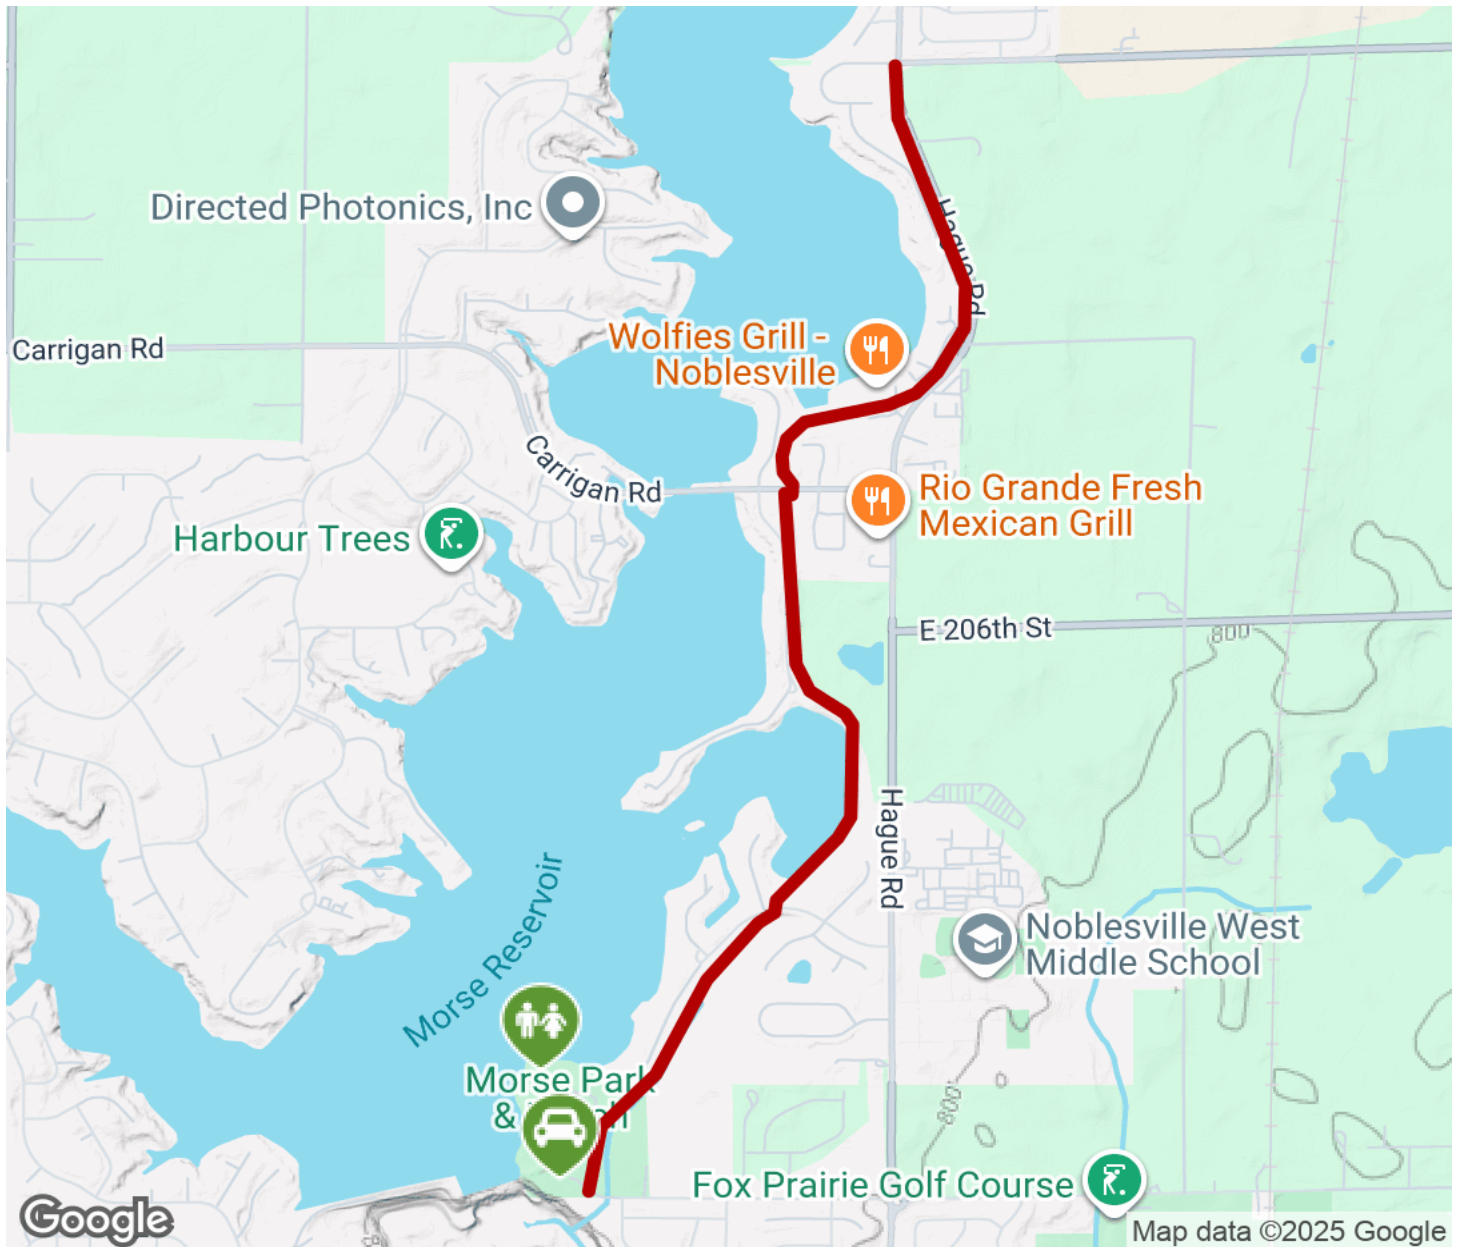 Directed Photonics, Inc
Hague Rd
Carrigan Rd
Wolfies Grill -
Noblesville
Carrigan Rd
Rio Grande Fresh
Mexican Grill
Harbour Trees
E 206th St
800
Hague Rd
Morse Reservoir
Noblesville West
Middle School
Morse Park
&
800
Fox Prairie Golf Course
Google
Map data ©2025 Google